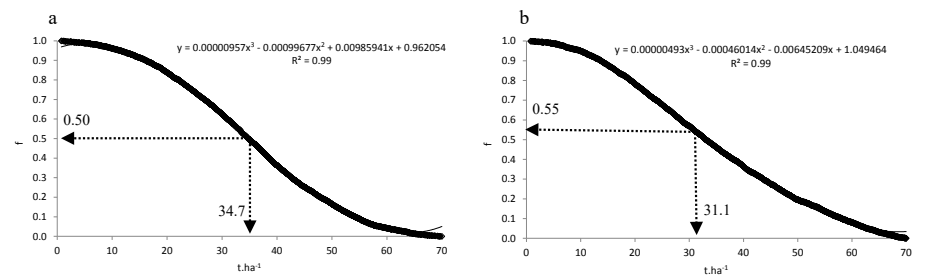 a
y = 0.00000957x³ - 0.00099677x² + 0.00985941x + 0.962054
R² = 0.99
1.0
0.9
0.8
0.7
0.6
0.5
0.4
0.3
0.2
0.1
0.0
f
0.50
34.7
0 10 20 30 40 50 60 70
t.ha⁻¹
b
y = 0.00000493x³ - 0.00046014x² - 0.00645209x + 1.049464
R² = 0.99
1.0
0.9
0.8
0.7
0.6
0.5
0.4
0.3
0.2
0.1
0.0
f
0.55
31.1
0 10 20 30 40 50 60 70
t.ha⁻¹